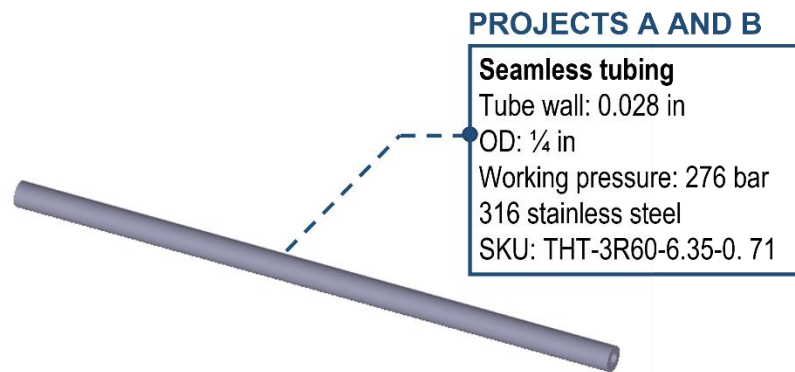 PROJECTS A AND B
Seamless tubing
Tube wall: 0.028 in
OD: ¼ in
Working pressure: 276 bar
316 stainless steel
SKU: THT-3R60-6.35-0. 71